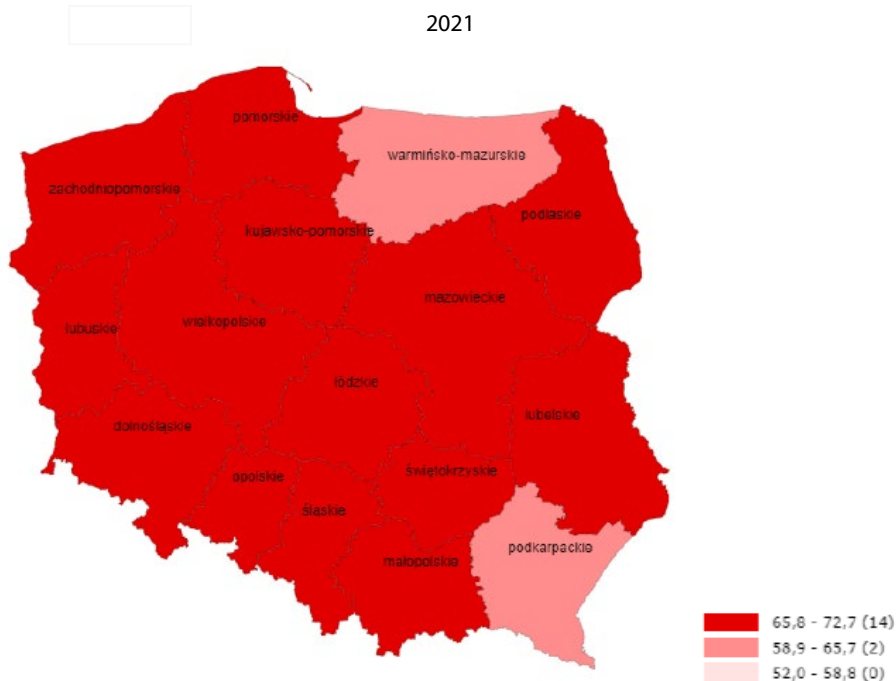 2021
pomorskie
warmińsko-mazurskie
zachodniopomorskie
podlaskie
kujawsko-pomorskie
mazowieckie
wielkopolskie
lubuskie
łódzkie
lubelskie
dolnośląskie
świętokrzyskie
opolskie
śląskie
podkarpackie
małopolskie
65,8 - 72,7 (14)
58,9 - 65,7 (2)
52,0 - 58,8 (0)